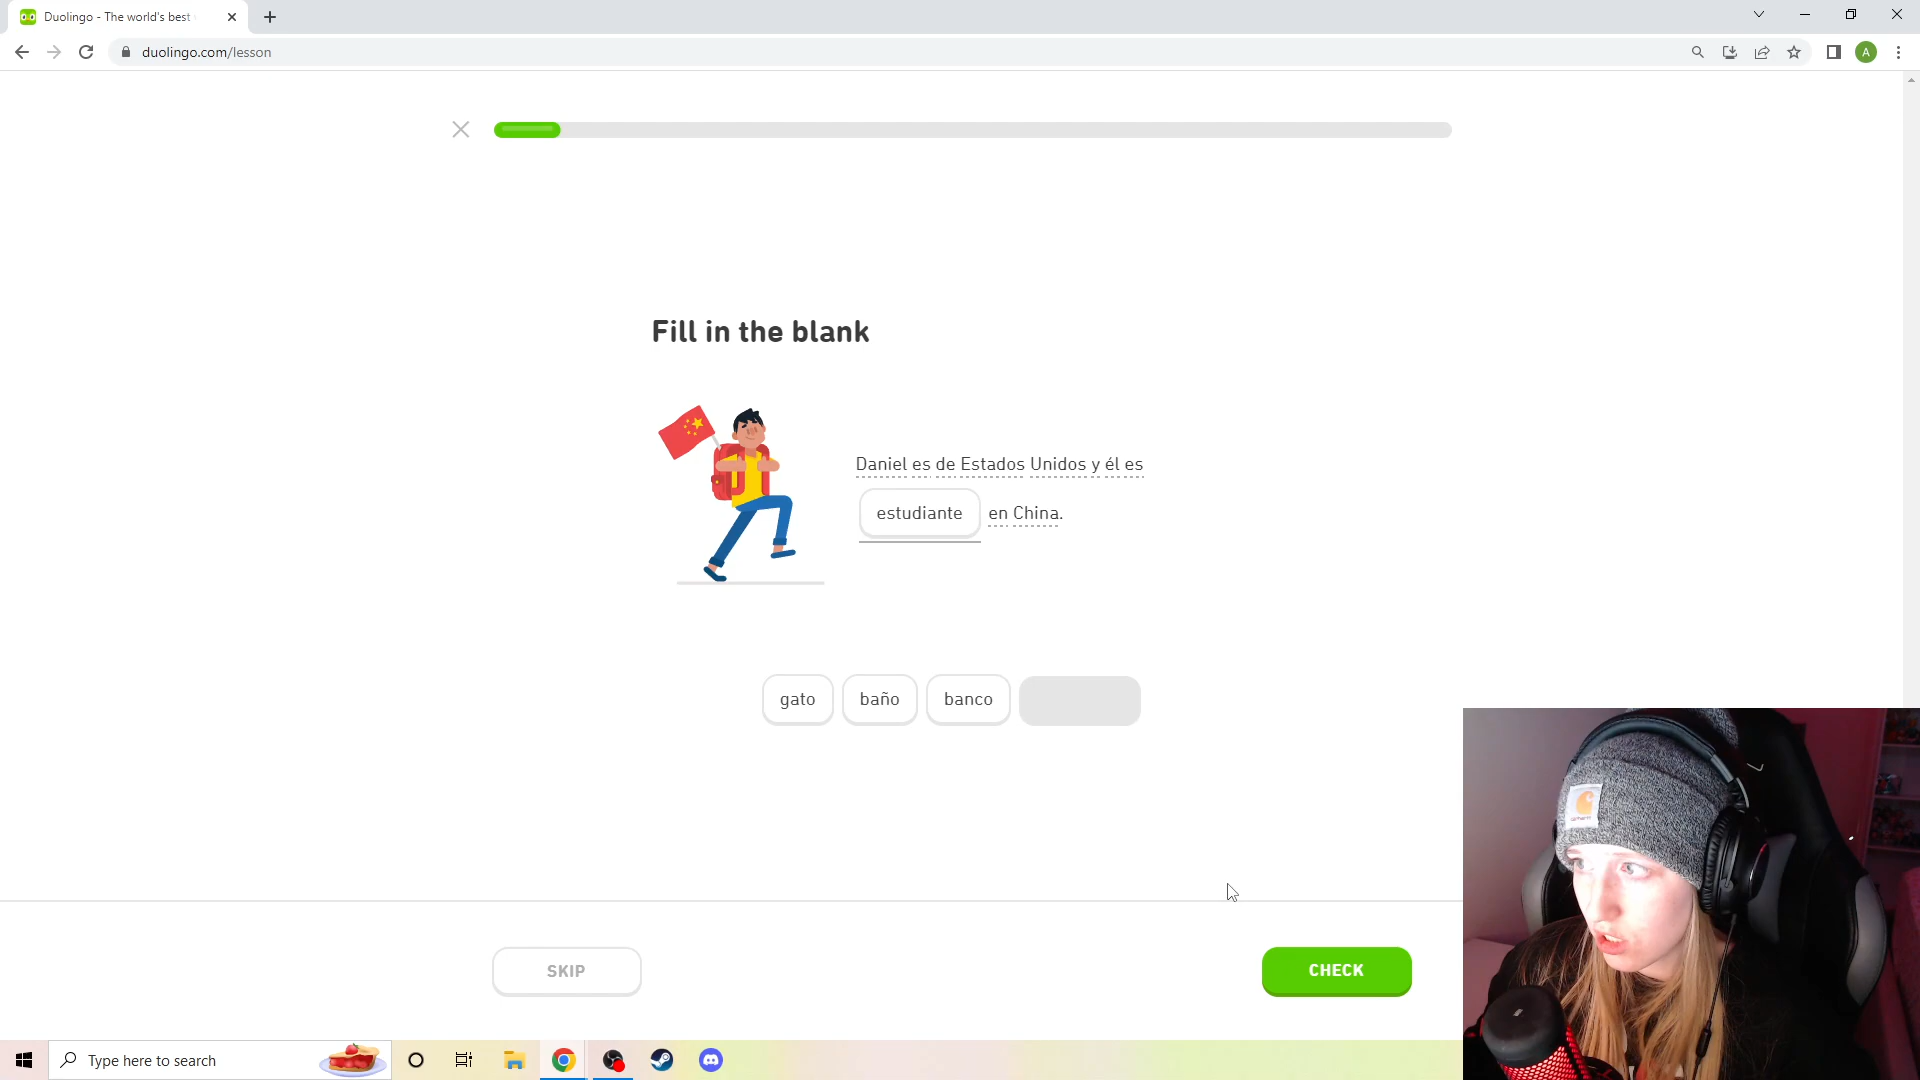 Duolingo - The world's best
duolingo.com/lesson
A
Fill in the blank
Daniel es de Estados Unidos y él es
estudiante en China.
gato baño banco
SKIP CHECK
Type here to search